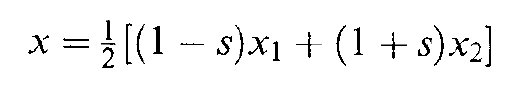 x = ½[(1 − s)x₁ + (1 + s)x₂]